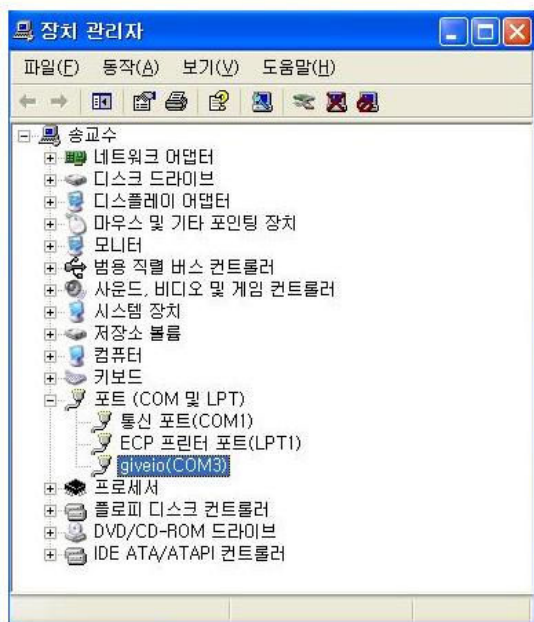 장치 관리자
파일(F) 동작(A) 보기(V) 도움말(H)
송교수
네트워크 어댑터
디스크 드라이브
디스플레이 어댑터
마우스 및 기타 포인팅 장치
모니터
범용 직렬 버스 컨트롤러
사운드, 비디오 및 게임 컨트롤러
시스템 장치
저장소 볼륨
컴퓨터
키보드
포트 (COM 및 LPT)
통신 포트(COM1)
ECP 프린터 포트(LPT1)
giveio(COM3)
프로세서
플로피 디스크 컨트롤러
DVD/CD-ROM 드라이브
IDE ATA/ATAPI 컨트롤러